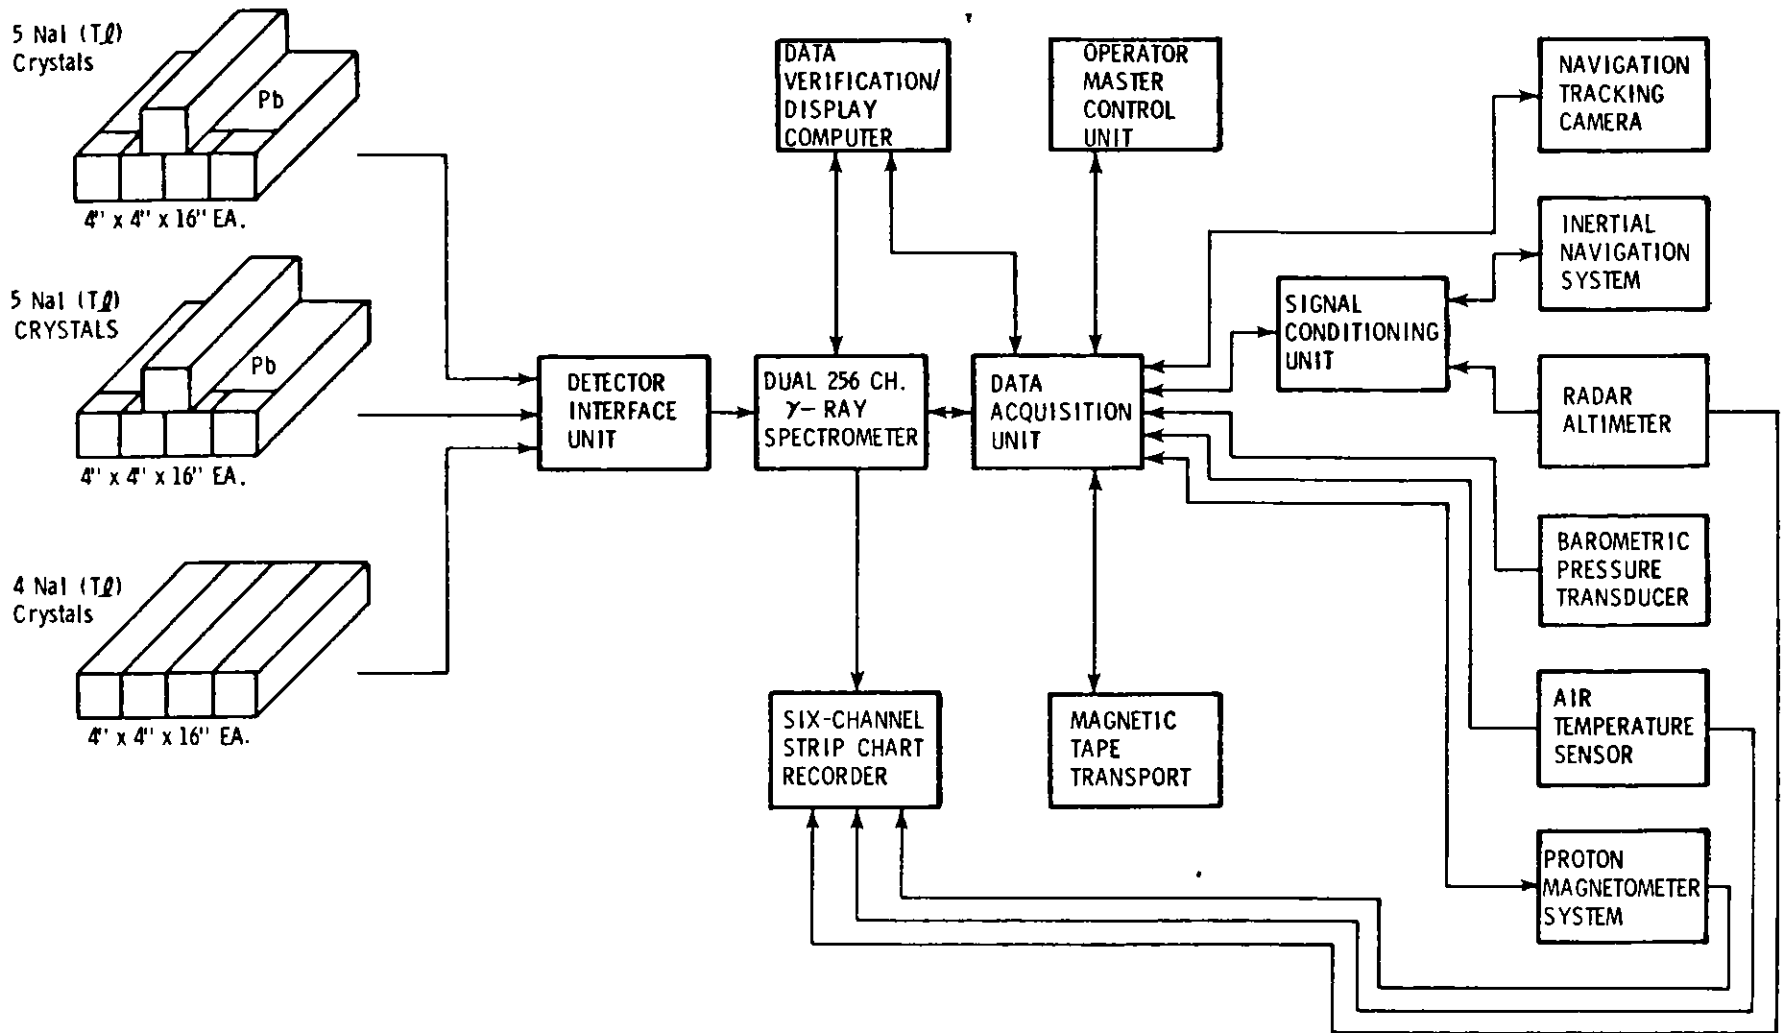 5 NaI (Tℓ)
Crystals
Pb
4" x 4" x 16" EA.
5 NaI (Tℓ)
CRYSTALS
Pb
4" x 4" x 16" EA.
4 NaI (Tℓ)
Crystals
4" x 4" x 16" EA.
DETECTOR
INTERFACE
UNIT
DATA
VERIFICATION/
DISPLAY
COMPUTER
OPERATOR
MASTER
CONTROL
UNIT
DUAL 256 CH.
γ- RAY
SPECTROMETER
DATA
ACQUISITION
UNIT
SIX-CHANNEL
STRIP CHART
RECORDER
MAGNETIC
TAPE
TRANSPORT
SIGNAL
CONDITIONING
UNIT
NAVIGATION
TRACKING
CAMERA
INERTIAL
NAVIGATION
SYSTEM
RADAR
ALTIMETER
BAROMETRIC
PRESSURE
TRANSDUCER
AIR
TEMPERATURE
SENSOR
PROTON
MAGNETOMETER
SYSTEM